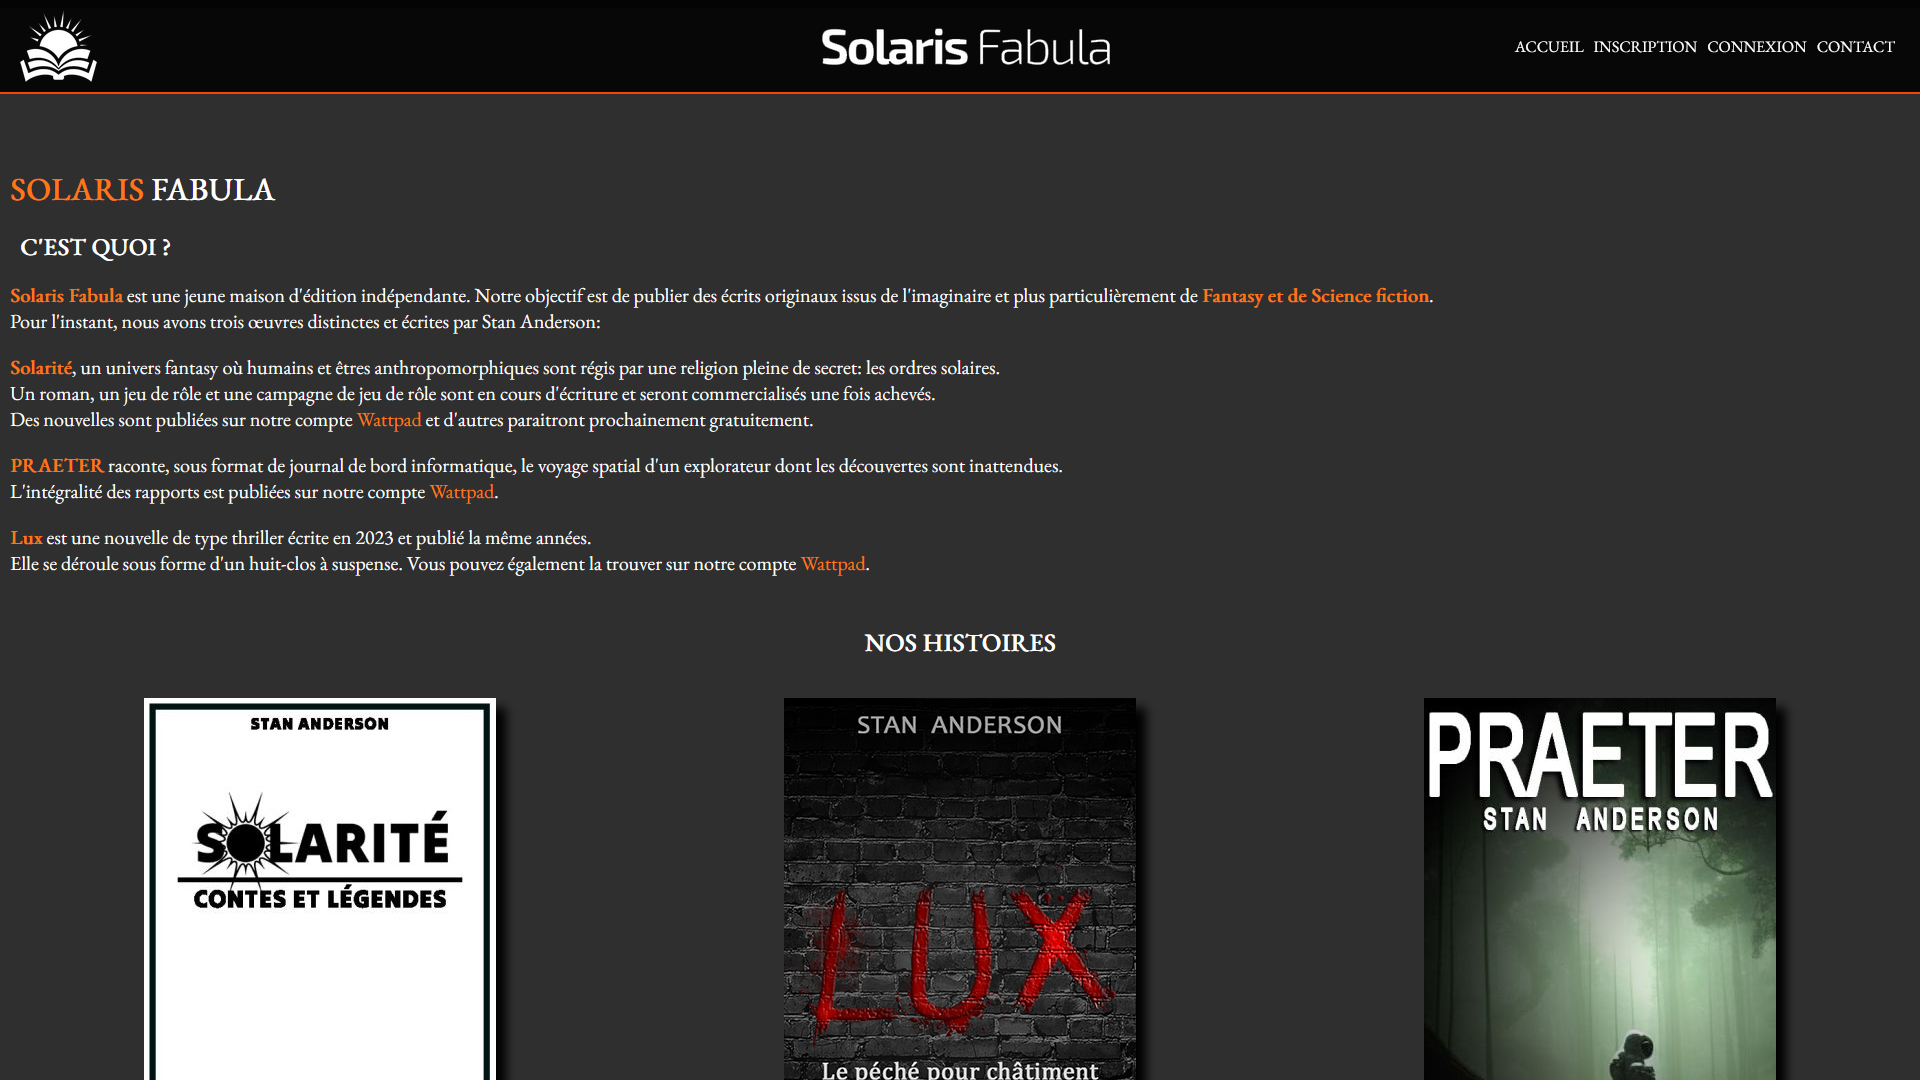 Solaris Fabula
ACCUEIL INSCRIPTION CONNEXION CONTACT
SOLARIS FABULA
C'EST QUOI ?
Solaris Fabula est une jeune maison d'édition indépendante. Notre objectif est de publier des écrits originaux issus de l'imaginaire et plus particulièrement de Fantasy et de Science fiction.
Pour l'instant, nous avons trois œuvres distinctes et écrites par Stan Anderson:
Solarité, un univers fantasy où humains et êtres anthropomorphiques sont régis par une religion pleine de secret: les ordres solaires.
Un roman, un jeu de rôle et une campagne de jeu de rôle sont en cours d'écriture et seront commercialisés une fois achevés.
Des nouvelles sont publiées sur notre compte Wattpad et d'autres paraitront prochainement gratuitement.
PRAETER raconte, sous format de journal de bord informatique, le voyage spatial d'un explorateur dont les découvertes sont inattendues.
L'intégralité des rapports est publiées sur notre compte Wattpad.
Lux est une nouvelle de type thriller écrite en 2023 et publié la même années.
Elle se déroule sous forme d'un huit-clos à suspense. Vous pouvez également la trouver sur notre compte Wattpad.
NOS HISTOIRES
STAN ANDERSON
SOLARITÉ
CONTES ET LÉGENDES
STAN ANDERSON
LUX
Le péché pour châtiment
PRAETER
STAN ANDERSON